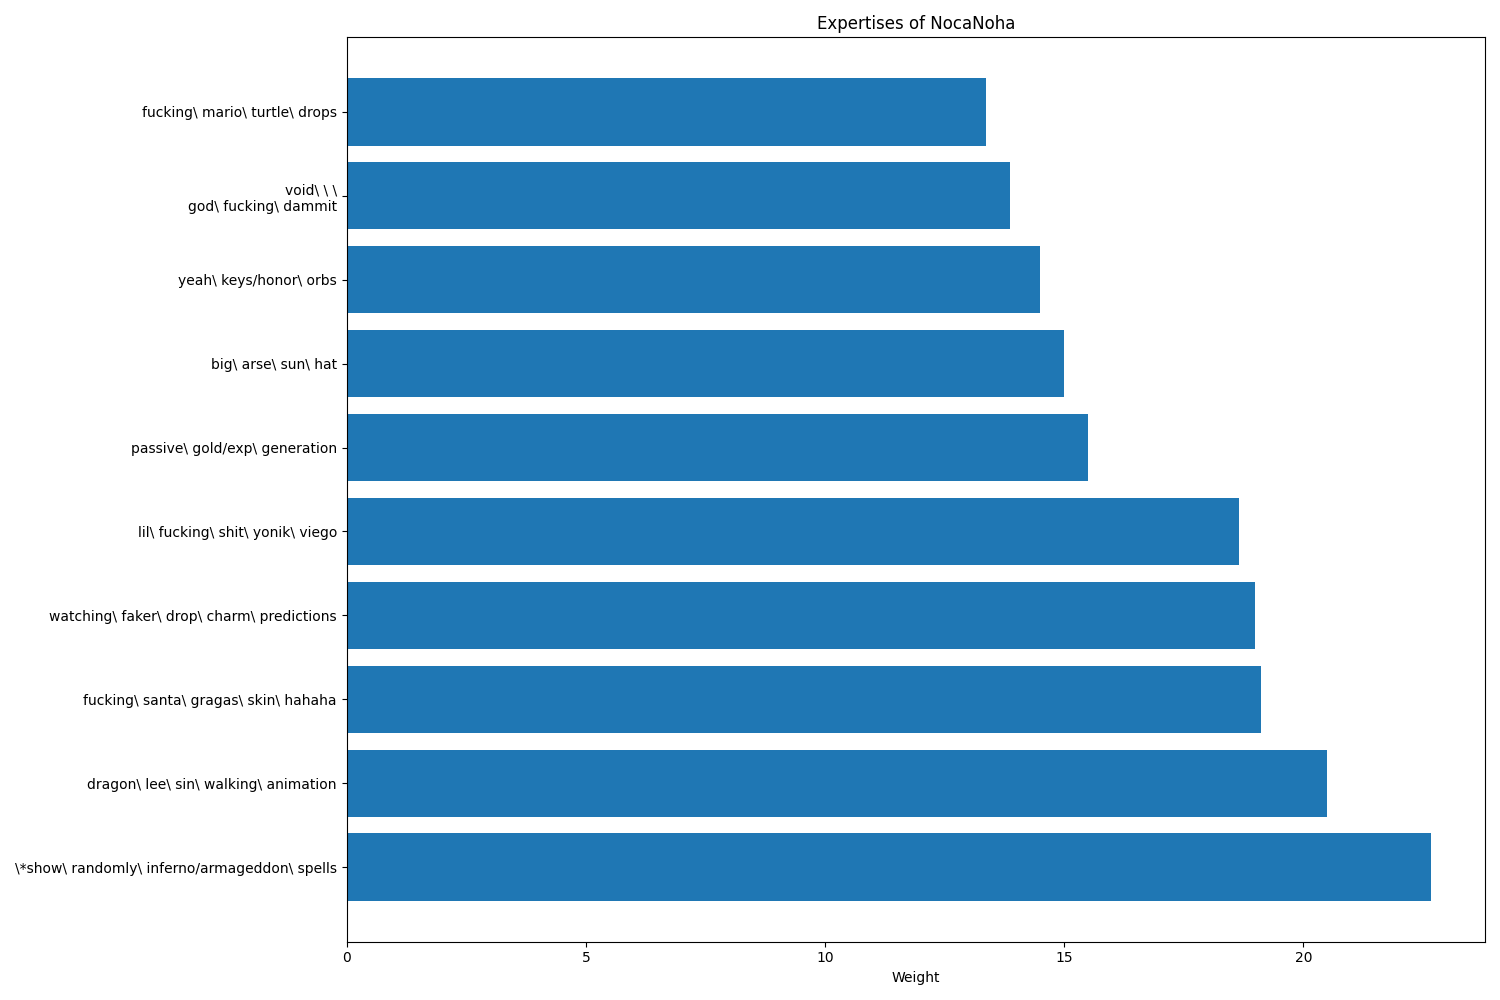 Expertises of NocaNoha
fucking\ mario\ turtle\ drops
void\ \ \
god\ fucking\ dammit
yeah\ keys/honor\ orbs
big\ arse\ sun\ hat
passive\ gold/exp\ generation
lil\ fucking\ shit\ yonik\ viego
watching\ faker\ drop\ charm\ predictions
fucking\ santa\ gragas\ skin\ hahaha
dragon\ lee\ sin\ walking\ animation
\*show\ randomly\ inferno/armageddon\ spells
0 5 10 15 20
Weight